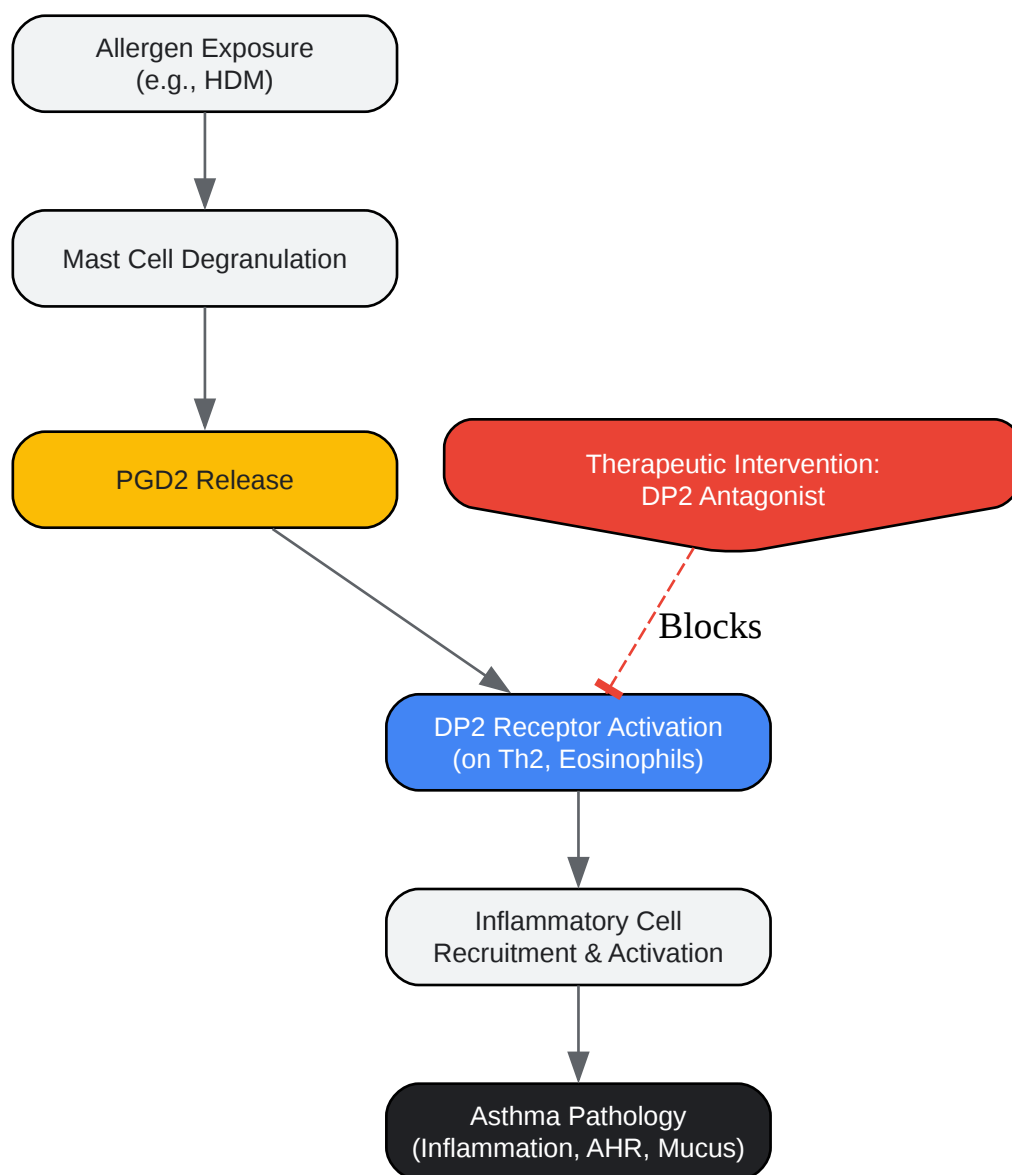 Allergen Exposure
(e.g., HDM)
Mast Cell Degranulation
PGD2 Release
Therapeutic Intervention:
DP2 Antagonist
Blocks
DP2 Receptor Activation
(on Th2, Eosinophils)
Inflammatory Cell
Recruitment & Activation
Asthma Pathology
(Inflammation, AHR, Mucus)